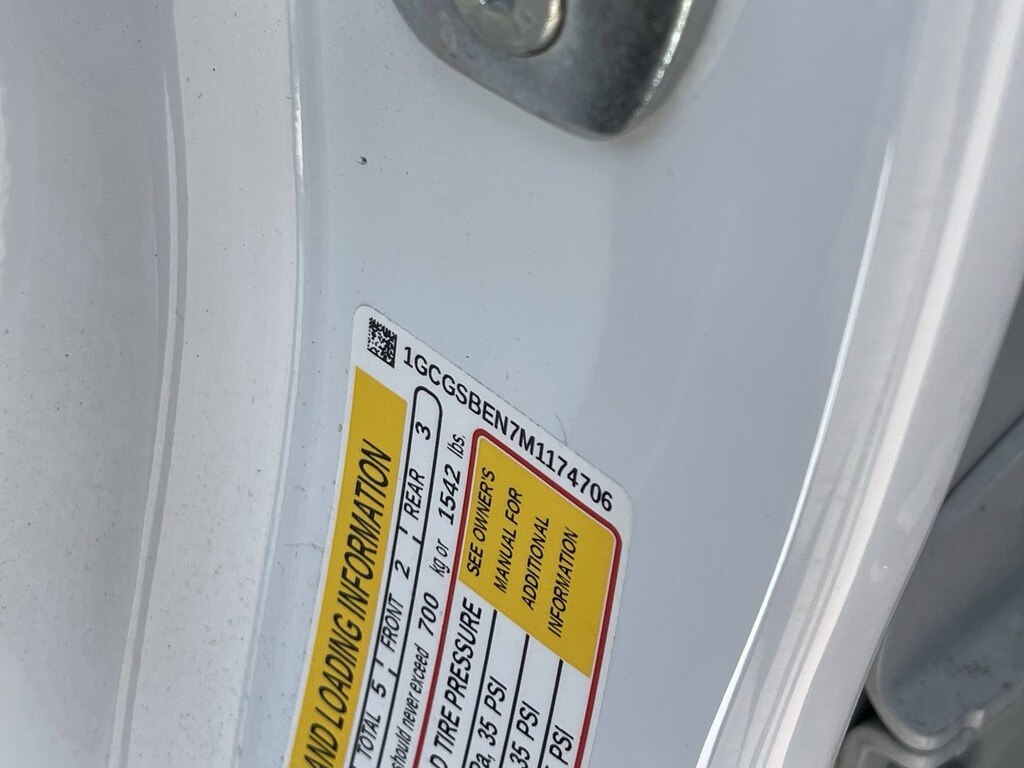 1GCGSBEN7M1174706
AND LOADING INFORMATION
TOTAL 5 FRONT 2 REAR 3
should never exceed 700 kg or 1542 lbs.
TIRE PRESSURE
SEE OWNER'S
MANUAL FOR
ADDITIONAL
INFORMATION
35 PSI
35 PSI
PSI